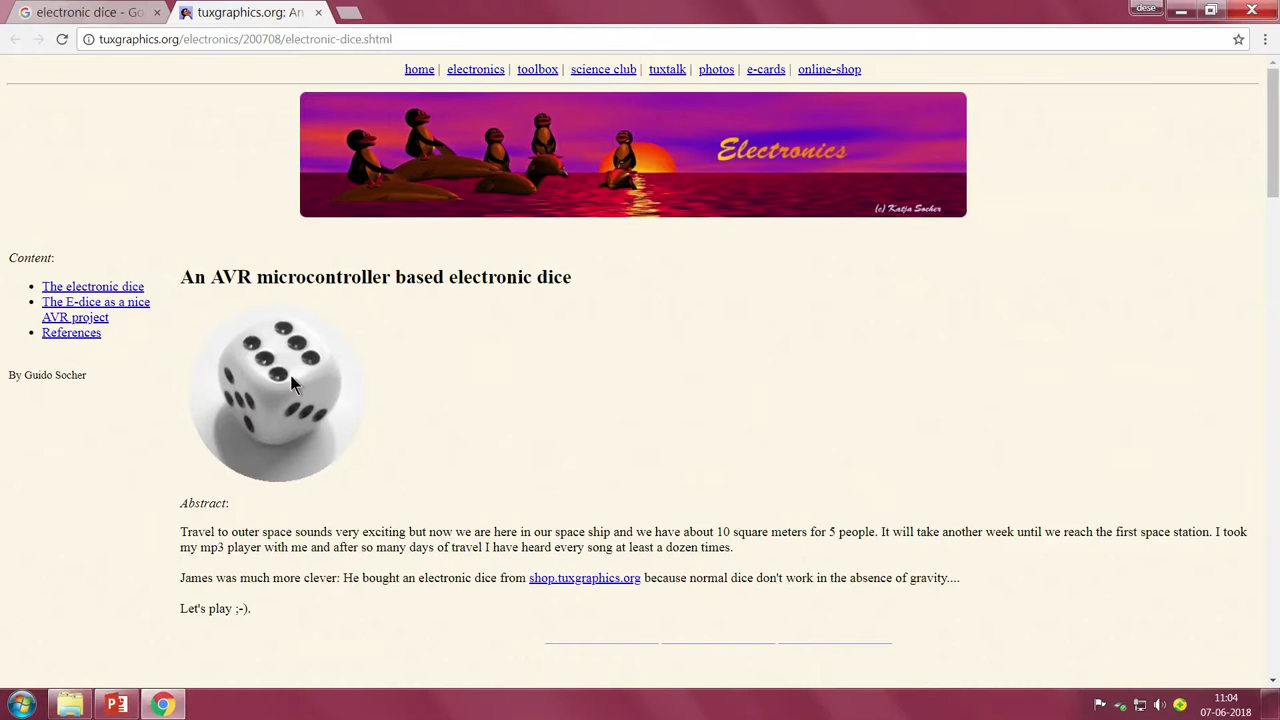 electronic dice - Go
tuxgraphics.org: An
dese
tuxgraphics.org/electronics/200708/electronic-dice.shtml
home | electronics | toolbox | science club | tuxtalk | photos | e-cards | online-shop
Electronics
(c) Katja Socher
Content:
The electronic dice
The E-dice as a nice
AVR project
References
By Guido Socher
An AVR microcontroller based electronic dice
Abstract:
Travel to outer space sounds very exciting but now we are here in our space ship and we have about 10 square meters for 5 people. It will take another week until we reach the first space station. I took
my mp3 player with me and after so many days of travel I have heard every song at least a dozen times.
James was much more clever: He bought an electronic dice from shop.tuxgraphics.org because normal dice don't work in the absence of gravity....
Let's play ;-).
11:04
07-06-2018